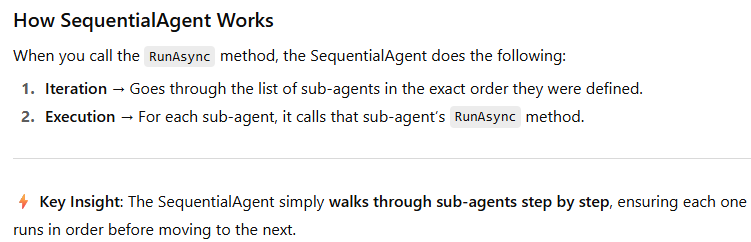 How SequentialAgent Works
When you call the RunAsync method, the SequentialAgent does the following:
1. Iteration → Goes through the list of sub-agents in the exact order they were defined.
2. Execution → For each sub-agent, it calls that sub-agent's RunAsync method.
⚡ Key Insight: The SequentialAgent simply walks through sub-agents step by step, ensuring each one
runs in order before moving to the next.